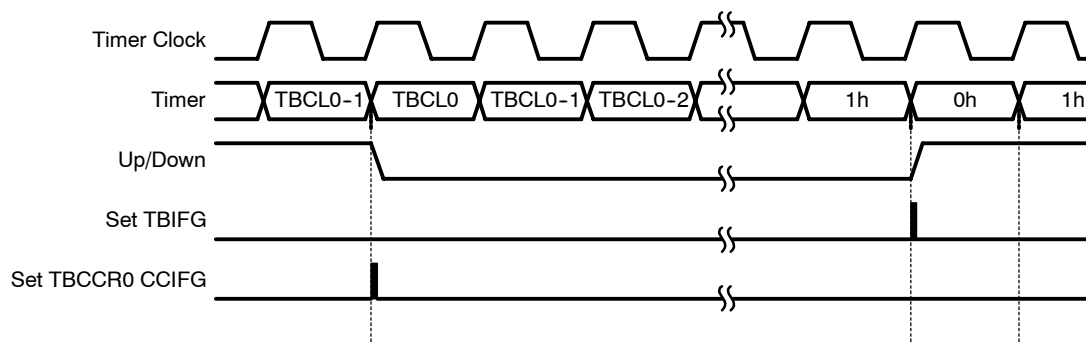 Timer Clock
Timer TBCL0-1 TBCL0 TBCL0-1 TBCL0-2 1h 0h 1h
Up/Down
Set TBIFG
Set TBCCR0 CCIFG